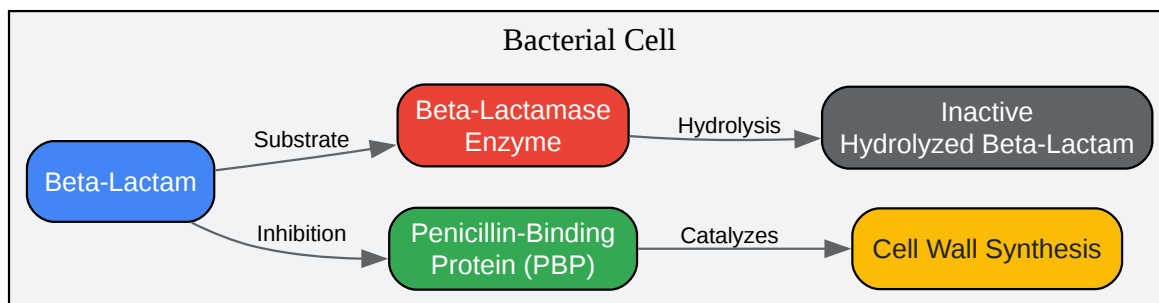 Bacterial Cell
Beta-Lactam
Substrate
Beta-Lactamase
Enzyme
Hydrolysis
Inactive
Hydrolyzed Beta-Lactam
Inhibition
Penicillin-Binding
Protein (PBP)
Catalyzes
Cell Wall Synthesis